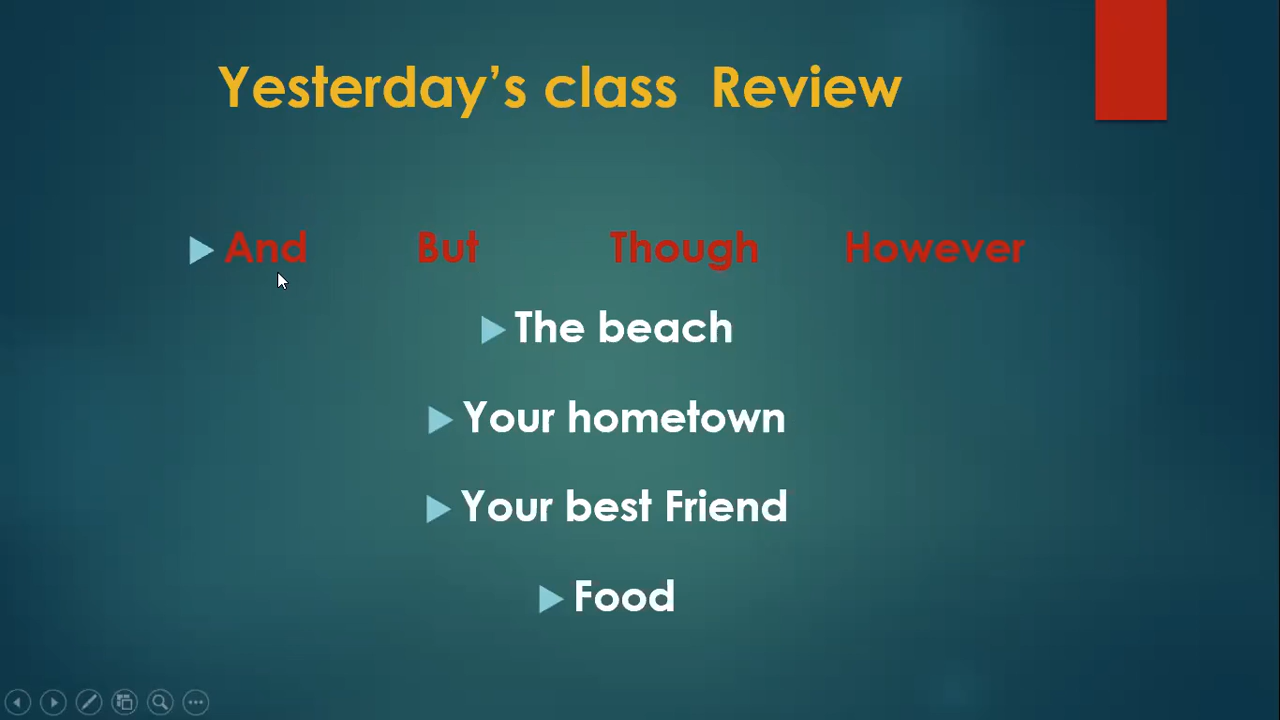 Yesterday’s class Review
And But Though However
The beach
Your hometown
Your best Friend
Food